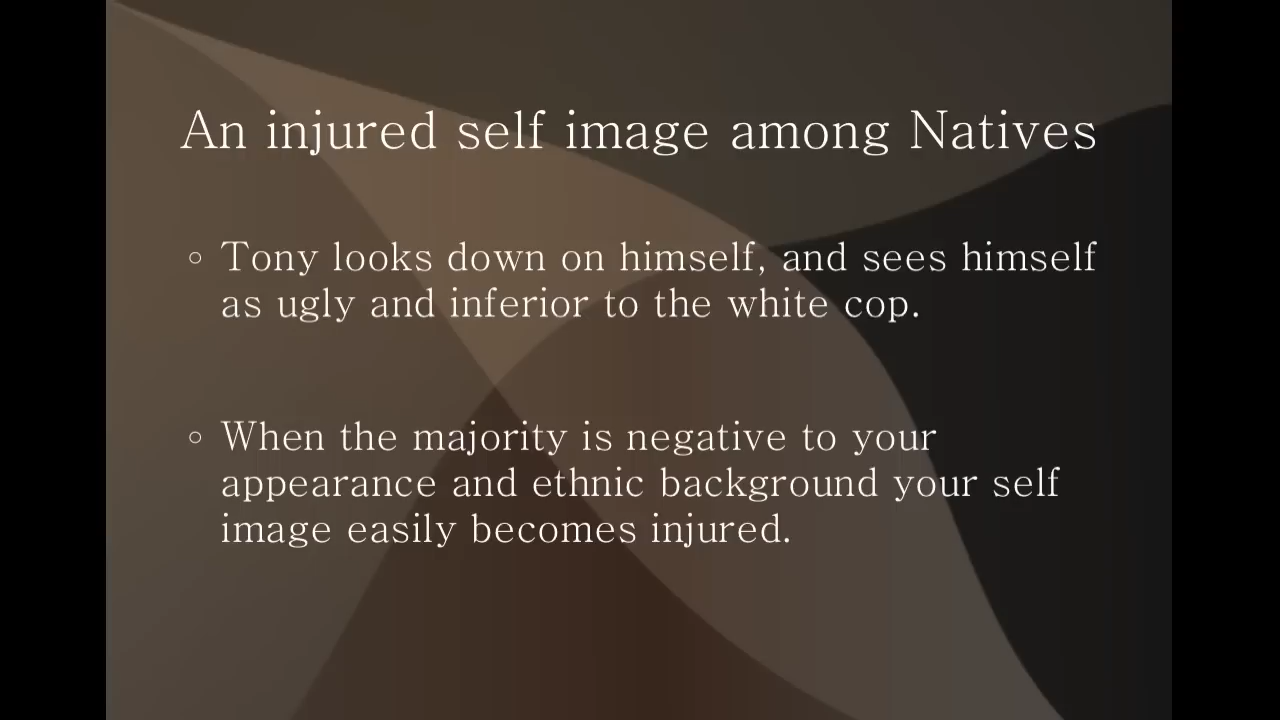 An injured self image among Natives
Tony looks down on himself, and sees himself
as ugly and inferior to the white cop.
When the majority is negative to your
appearance and ethnic background your self
image easily becomes injured.